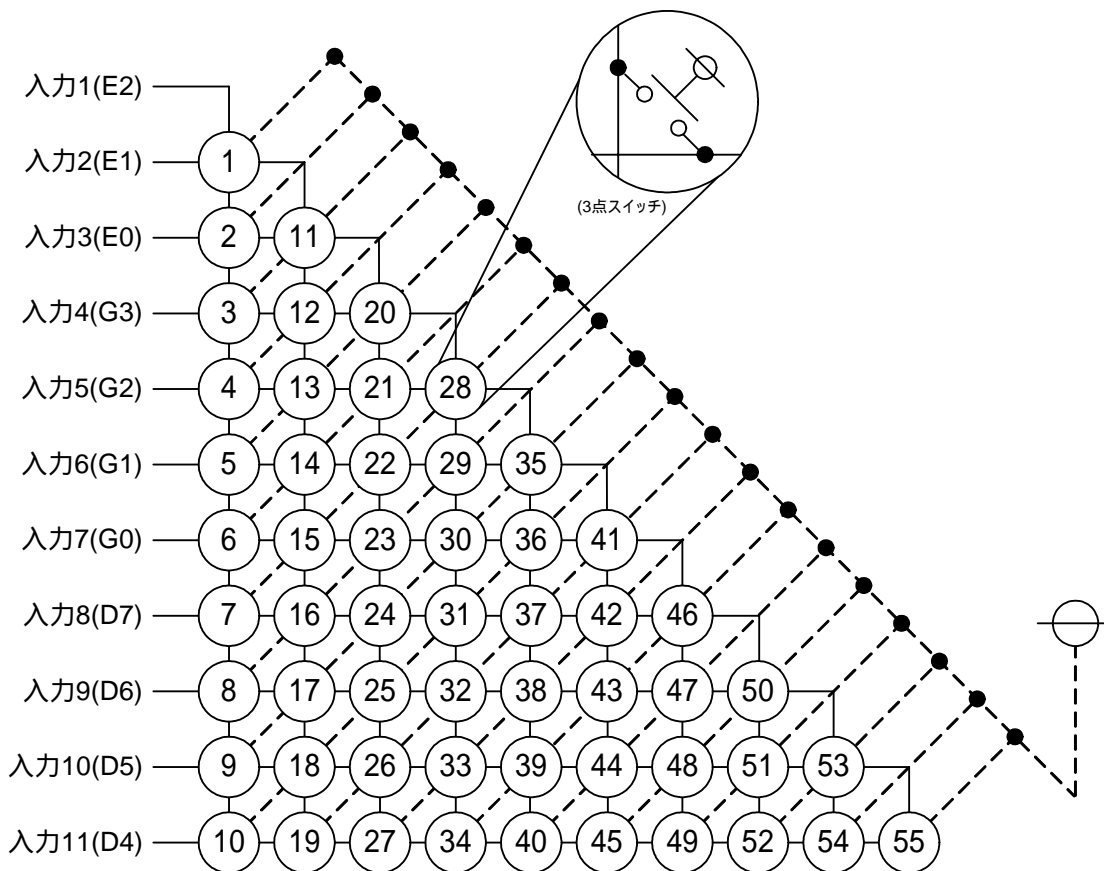 入力1(E2)
入力2(E1)
1
入力3(E0)
2 11
(3点スイッチ)
入力4(G3)
3 12 20
入力5(G2)
4 13 21 28
入力6(G1)
5 14 22 29 35
入力7(G0)
6 15 23 30 36 41
入力8(D7)
7 16 24 31 37 42 46
入力9(D6)
8 17 25 32 38 43 47 50
入力10(D5)
9 18 26 33 39 44 48 51 53
入力11(D4)
10 19 27 34 40 45 49 52 54 55